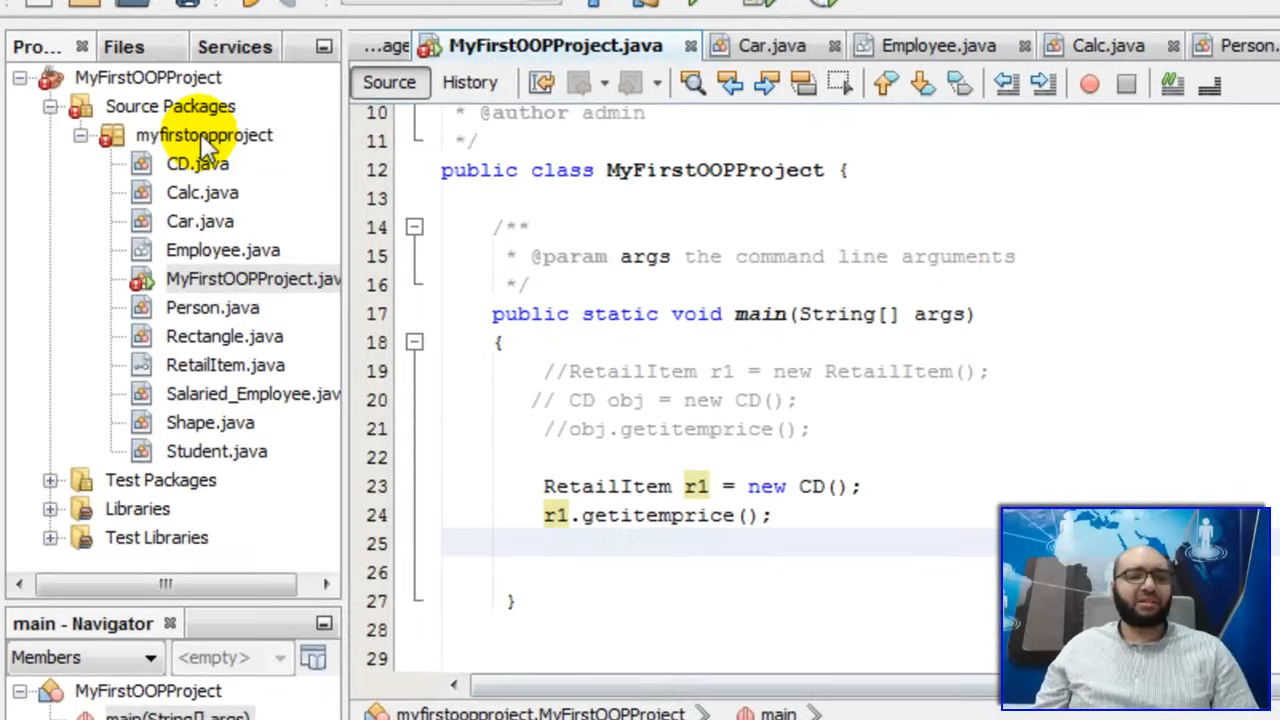 Pro...
Files
Services
MyFirstOOPProject
Source Packages
myfirstoopproject
CD.java
Calc.java
Car.java
Employee.java
MyFirstOOPProject.jav
Person.java
Rectangle.java
RetailItem.java
Salaried_Employee.jav
Shape.java
Student.java
Test Packages
Libraries
Test Libraries
main - Navigator
Members
<empty>
MyFirstOOPProject
main(String[] args)
...age
MyFirstOOPProject.java
Car.java
Employee.java
Calc.java
Person.
Source
History
10 * @author admin
11 */
12 public class MyFirstOOPProject {
13
14 /**
15 * @param args the command line arguments
16 */
17 public static void main(String[] args)
18 {
19 //RetailItem r1 = new RetailItem();
20 // CD obj = new CD();
21 //obj.getitemprice();
22
23 RetailItem r1 = new CD();
24 r1.getitemprice();
25
26
27 }
28
29
myfirstoopproject.MyFirstOOPProject
main